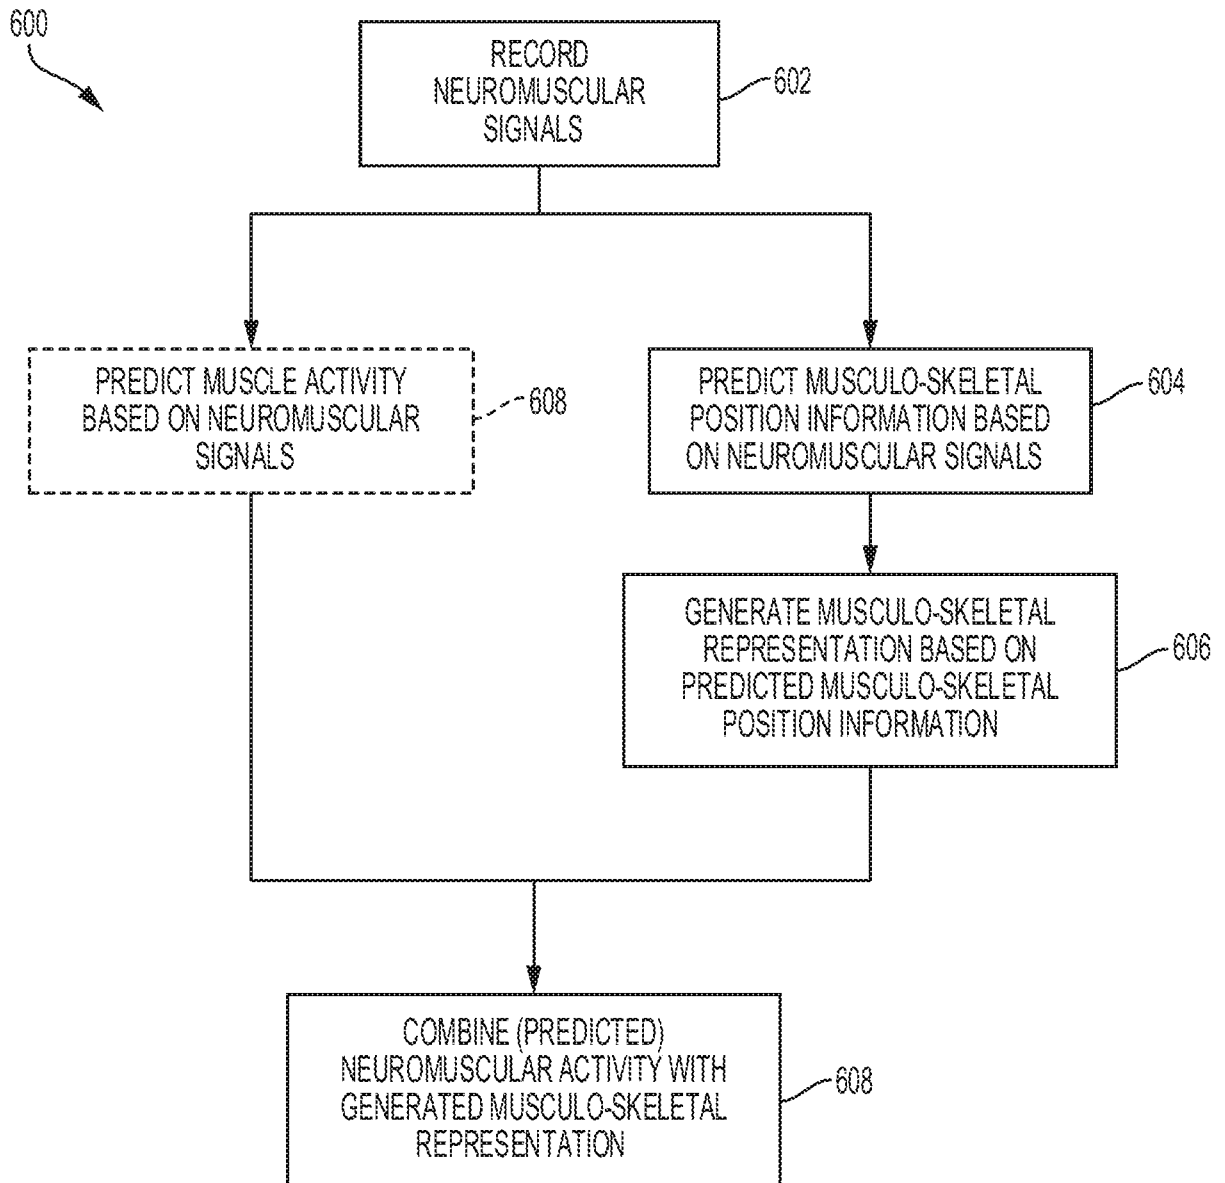 600
RECORD
NEUROMUSCULAR
SIGNALS
602
PREDICT MUSCLE ACTIVITY
BASED ON NEUROMUSCULAR
SIGNALS
608
PREDICT MUSCULO-SKELETAL
POSITION INFORMATION BASED
ON NEUROMUSCULAR SIGNALS
604
GENERATE MUSCULO-SKELETAL
REPRESENTATION BASED ON
PREDICTED MUSCULO-SKELETAL
POSITION INFORMATION
606
COMBINE (PREDICTED)
NEUROMUSCULAR ACTIVITY WITH
GENERATED MUSCULO-SKELETAL
REPRESENTATION
608